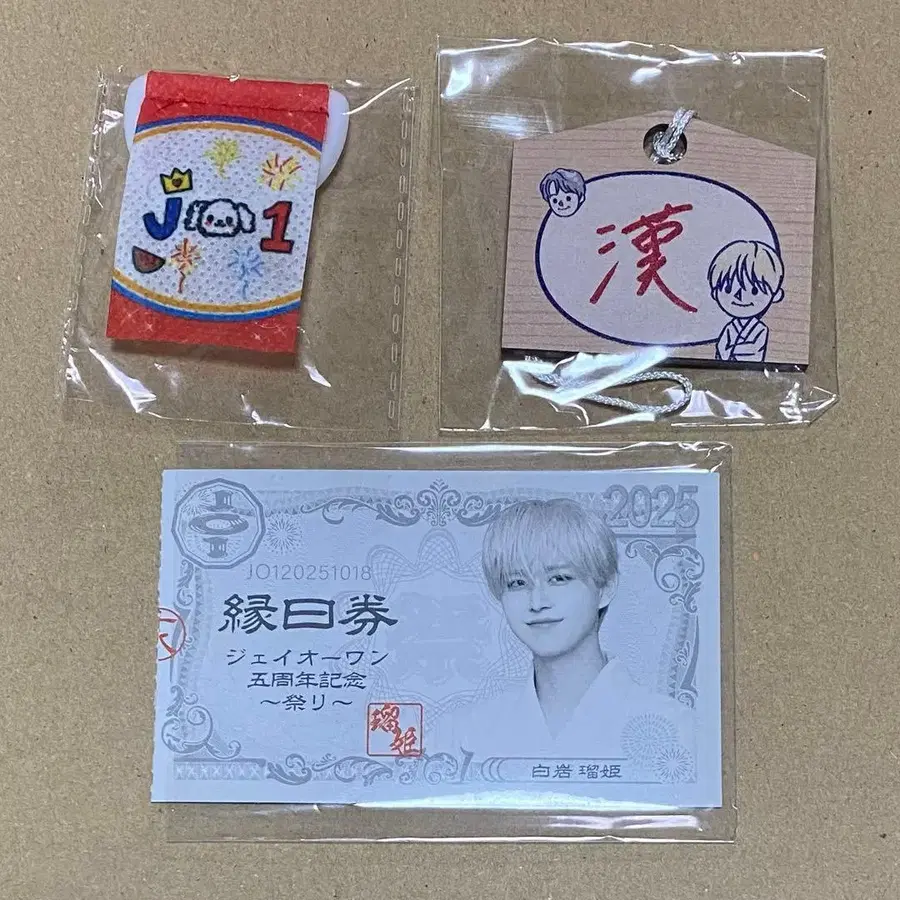 JO1
漢
2025
JO120251018
縁日券
ジェイオーワン
五周年記念
～祭り～
瑠姫
白岩 瑠姫